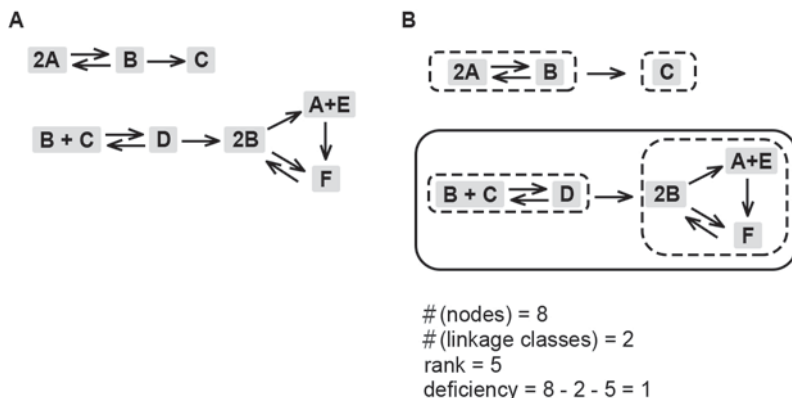 A
2A B C
A+E
B + C D 2B
F
B
2A B C
A+E
B + C D 2B
F
#(nodes) = 8
#(linkage classes) = 2
rank = 5
deficiency = 8 - 2 - 5 = 1